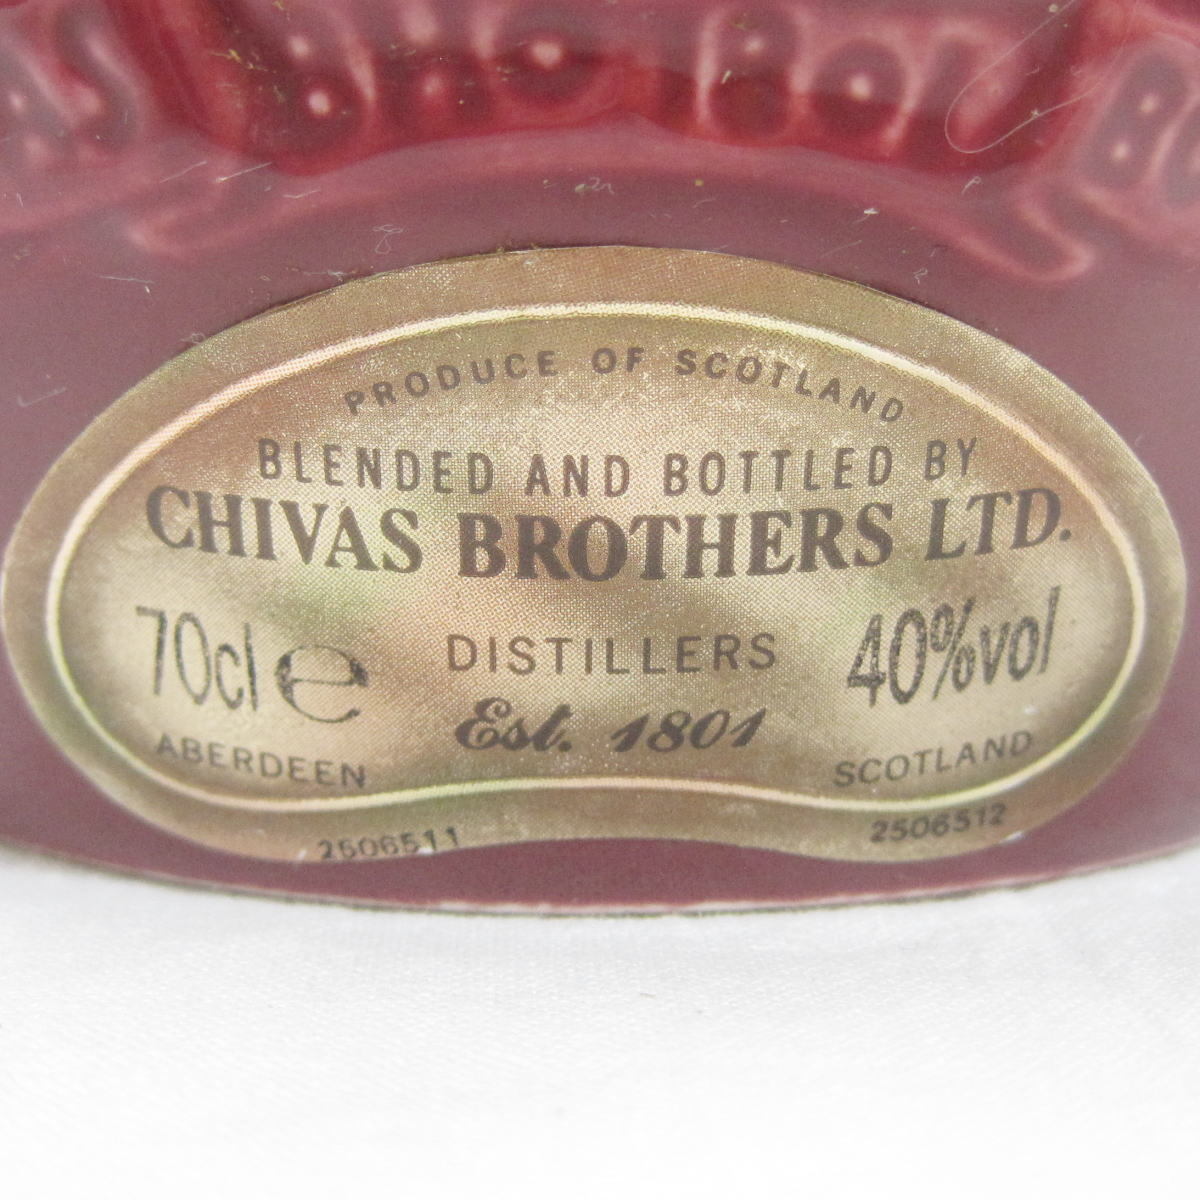 PRODUCE OF SCOTLAND
BLENDED AND BOTTLED BY
CHIVAS BROTHERS LTD.
70cl e DISTILLERS 40%vol
Est. 1801
ABERDEEN SCOTLAND
2506511 2506512